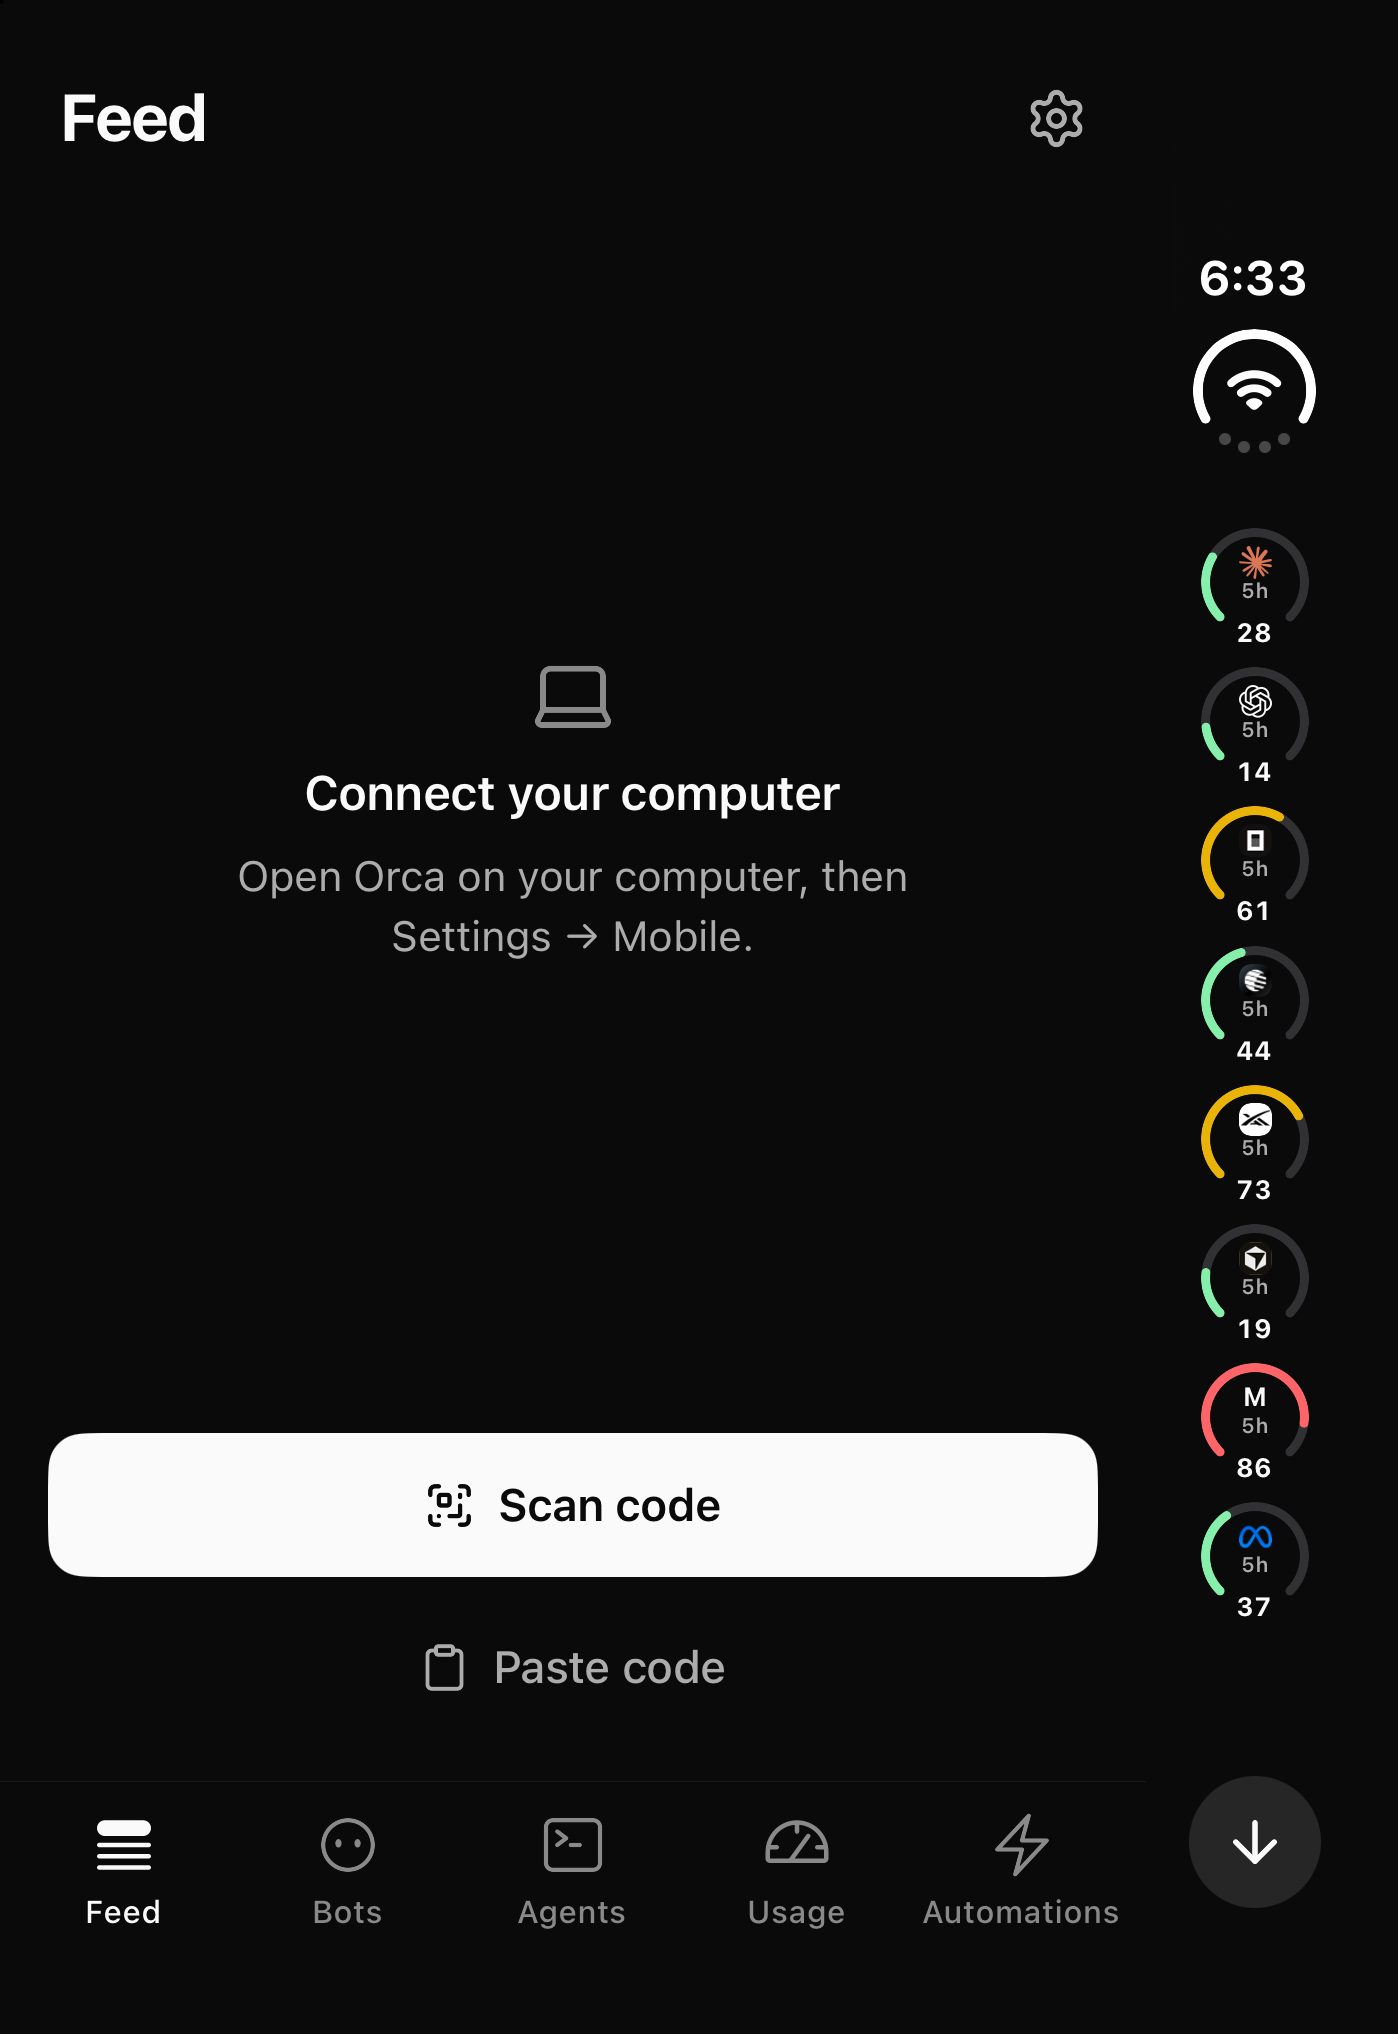 Feed
Connect your computer
Open Orca on your computer, then
Settings → Mobile.
Scan code
Paste code
Feed
Bots
Agents
Usage
Automations
6:33
5h
28
5h
14
5h
61
5h
44
5h
73
5h
19
M
5h
86
5h
37